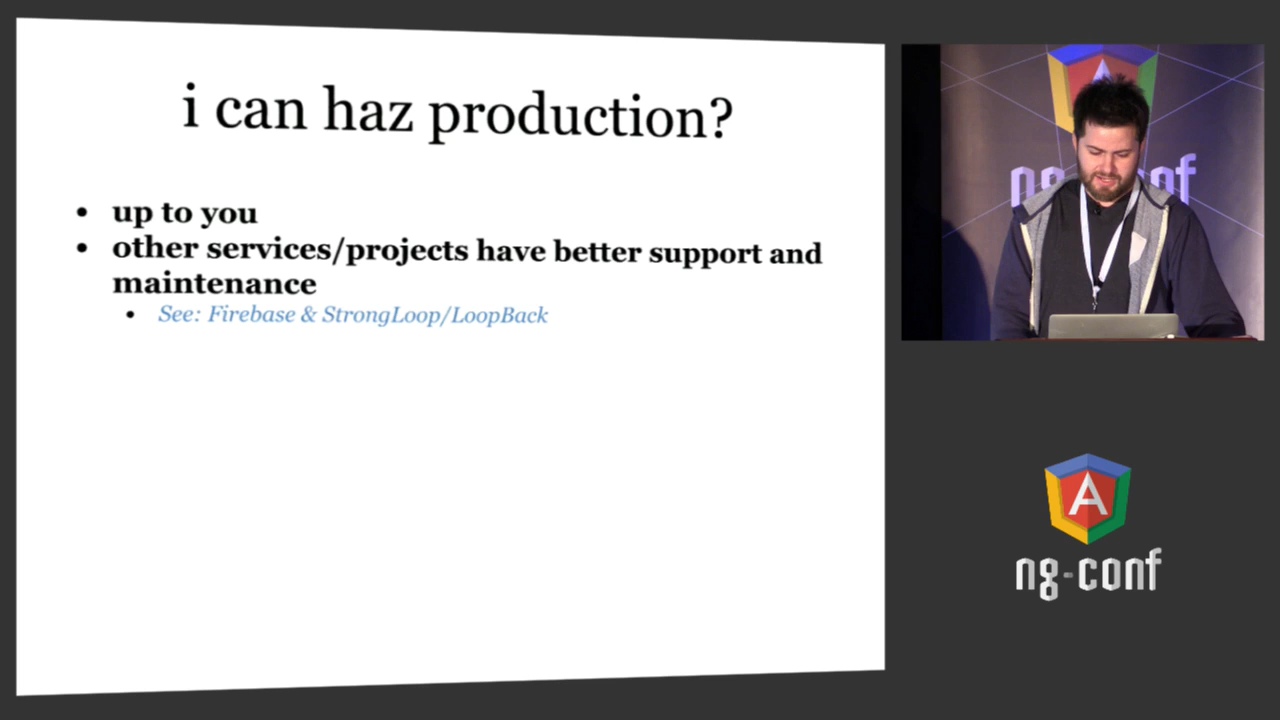 i can haz production?
up to you
other services/projects have better support and
maintenance
See: Firebase & StrongLoop/LoopBack
A
ng-conf